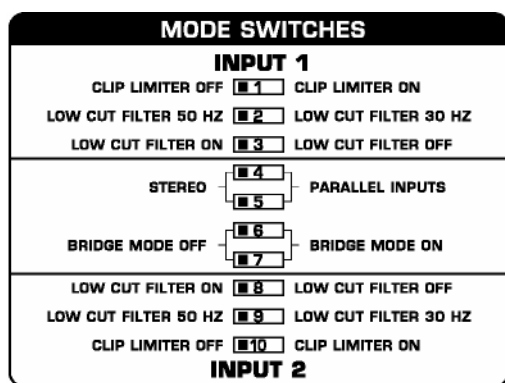 MODE SWITCHES
INPUT 1
CLIP LIMITER OFF 1 CLIP LIMITER ON
LOW CUT FILTER 50 HZ 2 LOW CUT FILTER 30 HZ
LOW CUT FILTER ON 3 LOW CUT FILTER OFF
4
STEREO PARALLEL INPUTS
5
6
BRIDGE MODE OFF BRIDGE MODE ON
7
LOW CUT FILTER ON 8 LOW CUT FILTER OFF
LOW CUT FILTER 50 HZ 9 LOW CUT FILTER 30 HZ
CLIP LIMITER OFF 10 CLIP LIMITER ON
INPUT 2